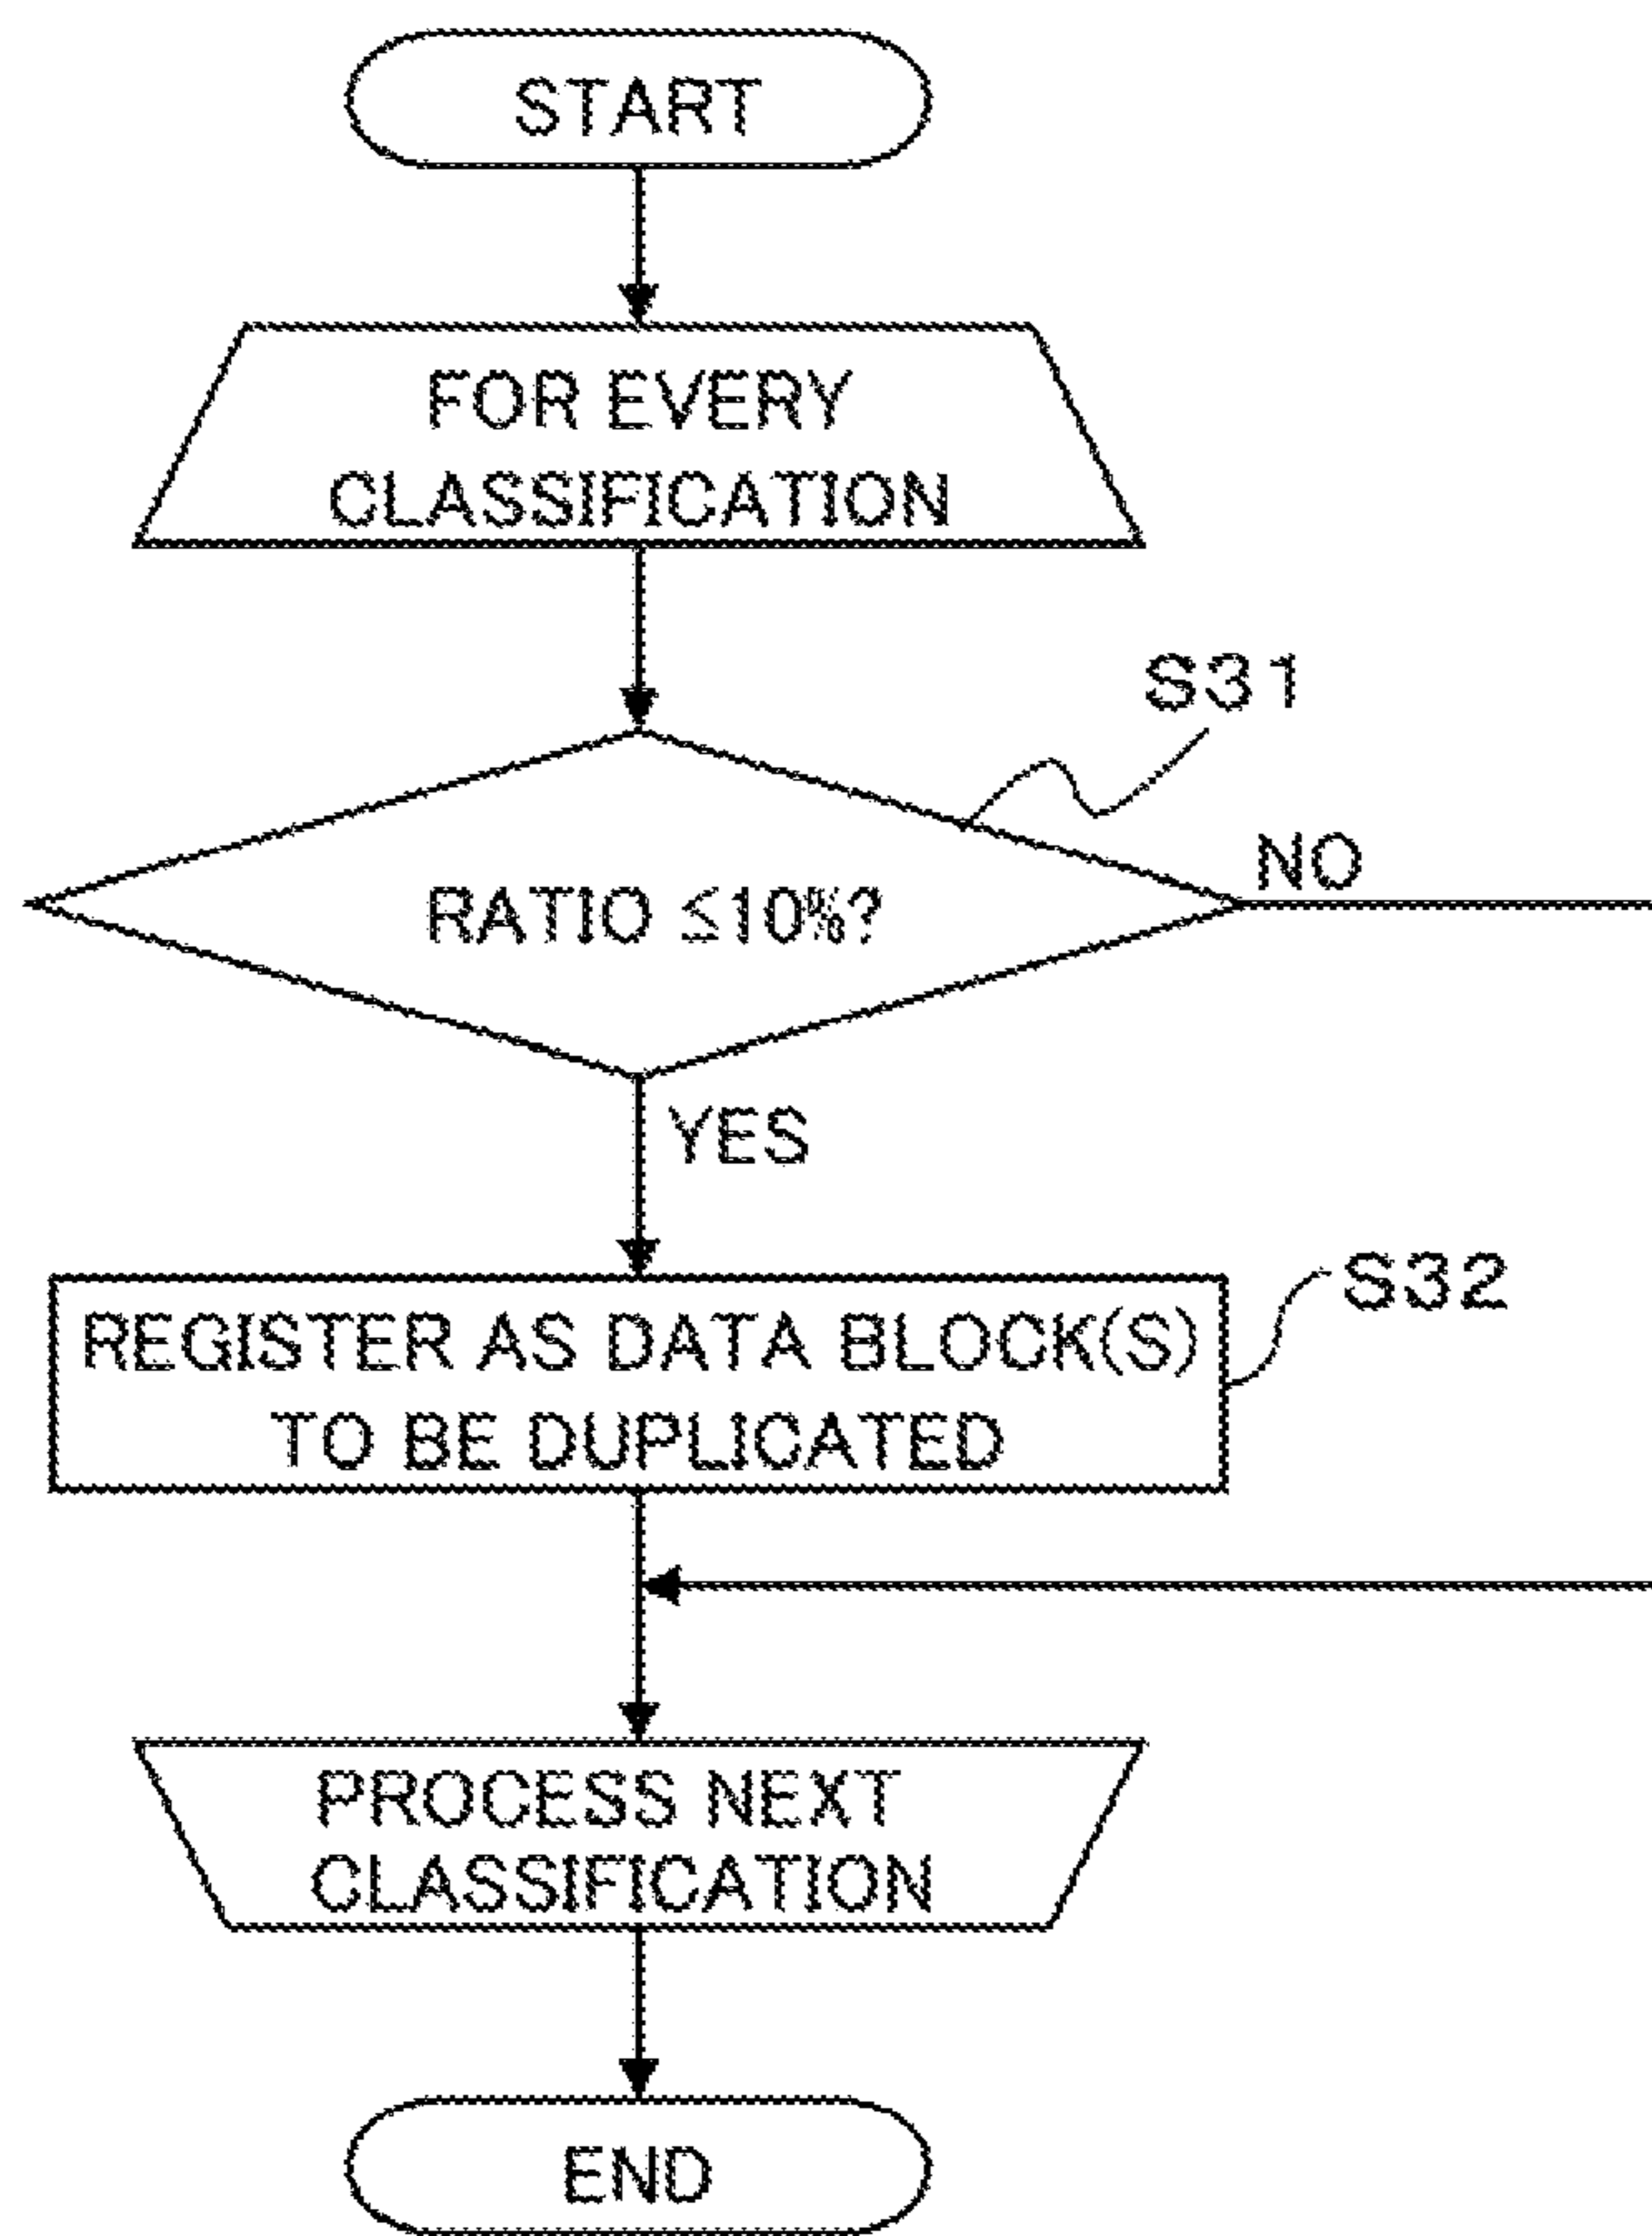 START
FOR EVERY
CLASSIFICATION
S31
NO
RATIO ≤10%?
YES
S32
REGISTER AS DATA BLOCK(S)
TO BE DUPLICATED
PROCESS NEXT
CLASSIFICATION
END